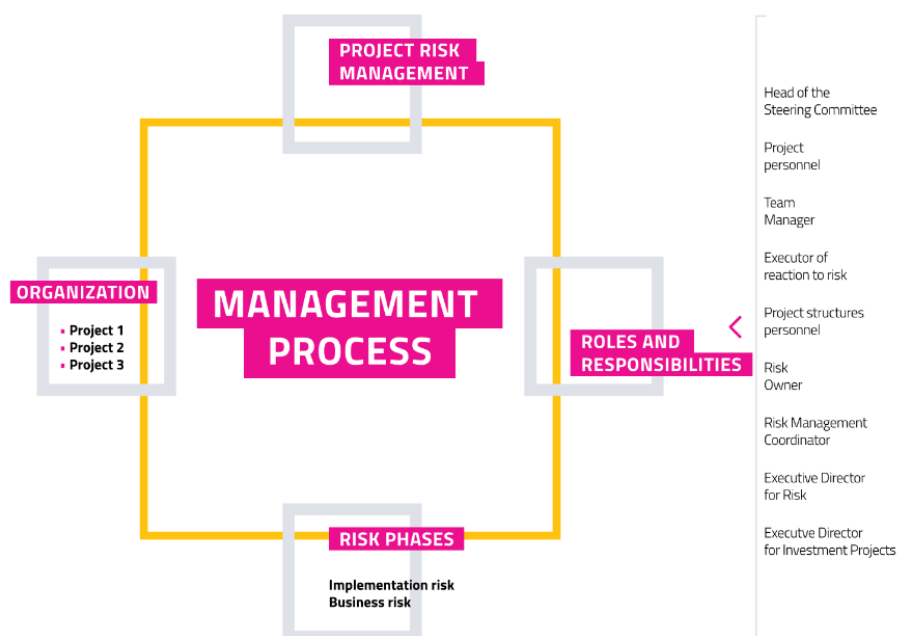 PROJECT RISK
MANAGEMENT
ORGANIZATION
• Project 1
• Project 2
• Project 3
MANAGEMENT
PROCESS
ROLES AND
RESPONSIBILITIES
RISK PHASES
Implementation risk
Business risk
Head of the
Steering Committee
Project
personnel
Team
Manager
Executor of
reaction to risk
Project structures
personnel
Risk
Owner
Risk Management
Coordinator
Executive Director
for Risk
Executve Director
for Investment Projects